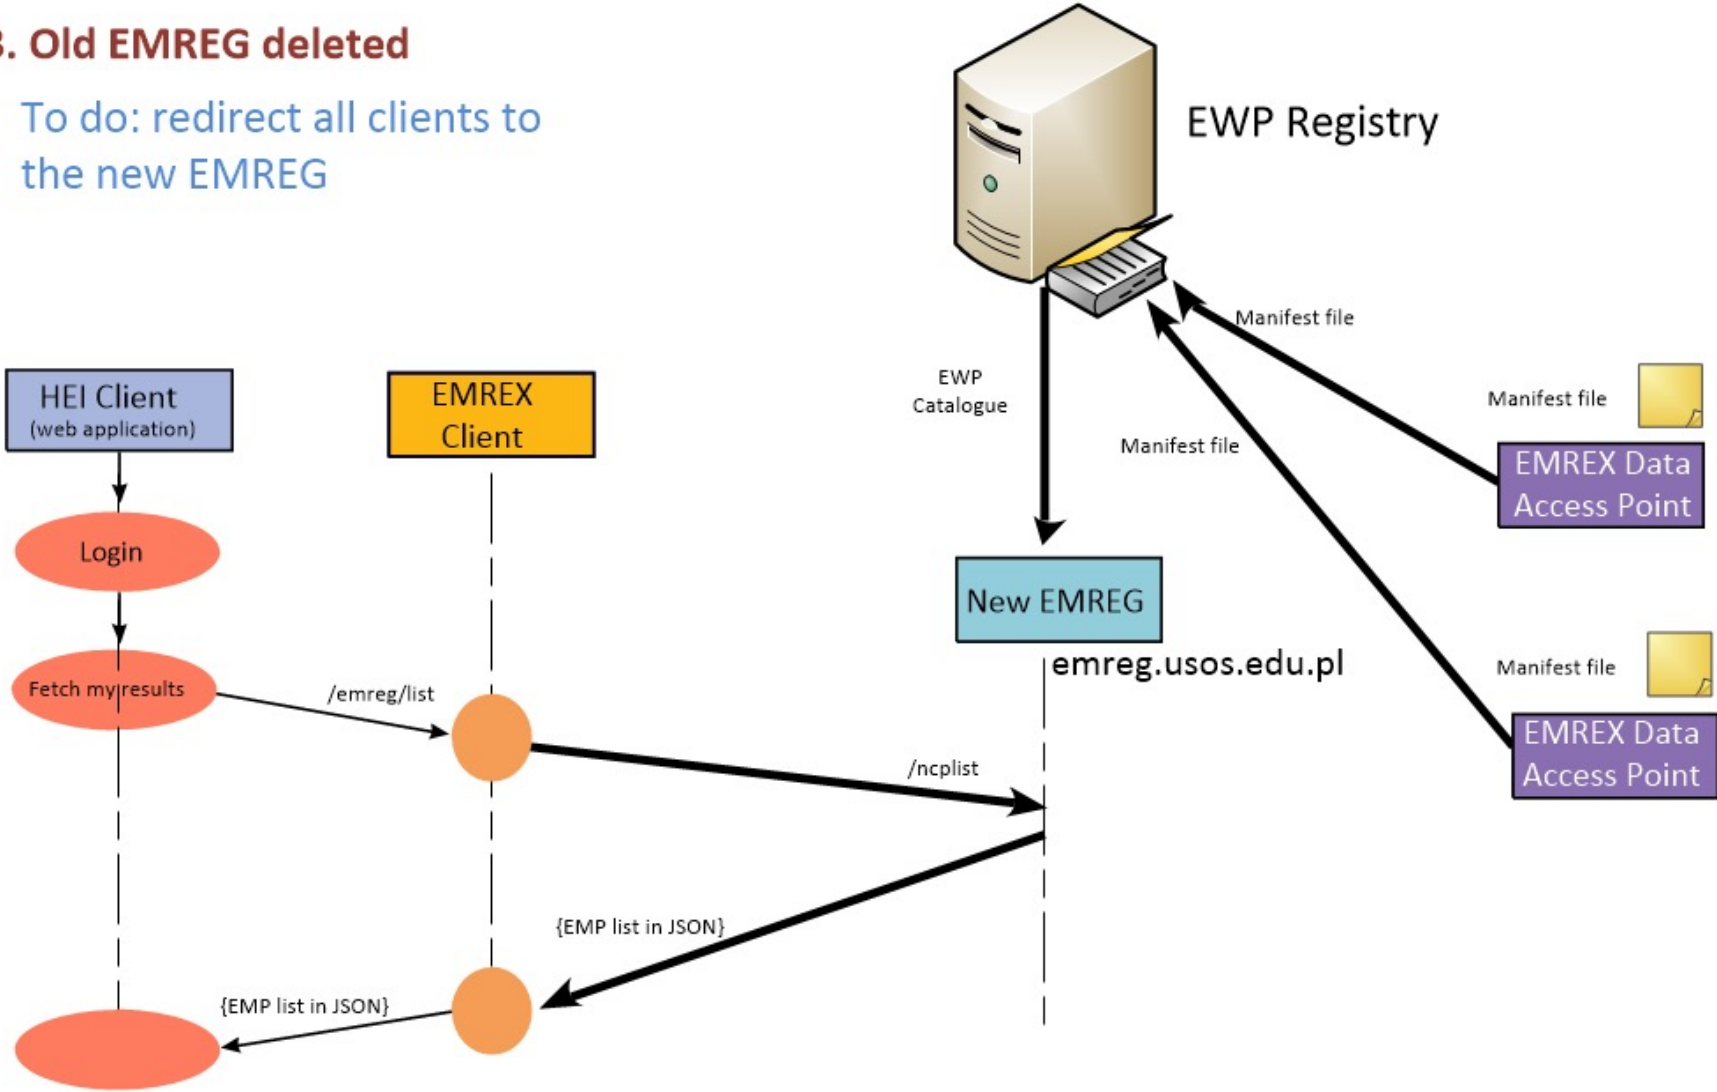 3. Old EMREG deleted
To do: redirect all clients to
the new EMREG
EWP Registry
Manifest file
EWP
Catalogue
Manifest file
Manifest file
HEI Client
(web application)
EMREX
Client
EMREX Data
Access Point
Login
New EMREG
emreg.usos.edu.pl
Fetch my results
/emreg/list
Manifest file
EMREX Data
Access Point
/ncplist
{EMP list in JSON}
{EMP list in JSON}